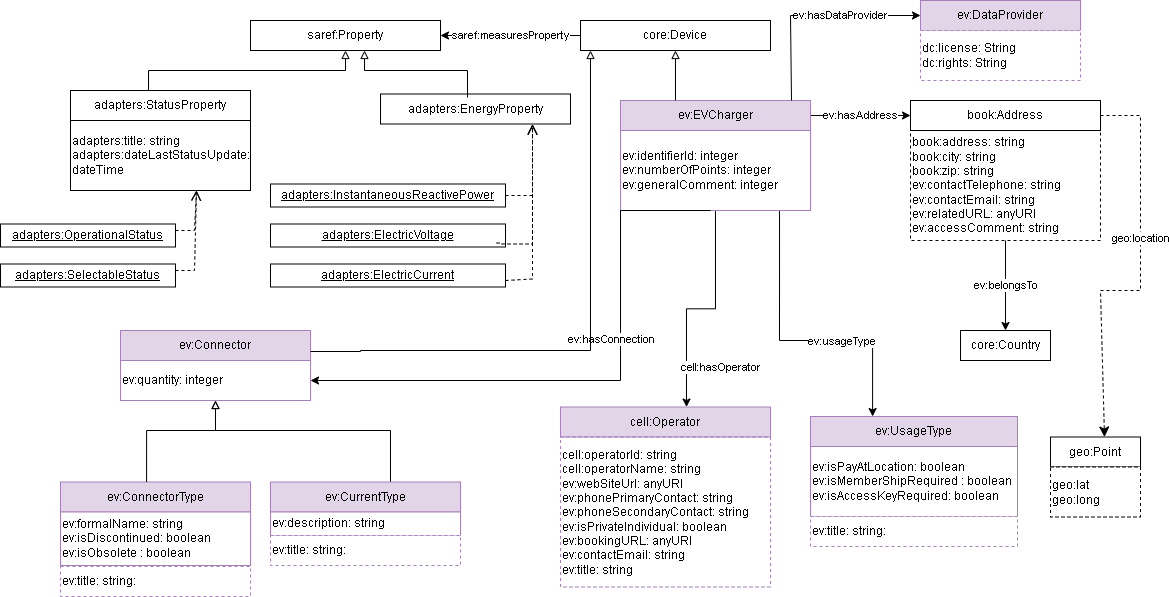 ev:hasDataProvider
ev:DataProvider
dc:license: String
dc:rights: String
saref:Property
saref:measuresProperty
core:Device
adapters:StatusProperty
adapters:title: string
adapters:dateLastStatusUpdate:
dateTime
adapters:EnergyProperty
ev:EVCharger
ev:identifierId: integer
ev:numberOfPoints: integer
ev:generalComment: integer
ev:hasAddress
book:Address
book:address: string
book:city: string
book:zip: string
ev:contactTelephone: string
ev:contactEmail: string
ev:relatedURL: anyURI
ev:accessComment: string
geo:location
adapters:InstantaneousReactivePower
adapters:OperationalStatus
adapters:ElectricVoltage
adapters:SelectableStatus
adapters:ElectricCurrent
ev:belongsTo
core:Country
ev:Connector
ev:quantity: integer
ev:hasConnection
cell:hasOperator
ev:usageType
cell:Operator
cell:operatorId: string
cell:operatorName: string
ev:webSiteUrl: anyURI
ev:phonePrimaryContact: string
ev:phoneSecondaryContact: string
ev:isPrivateIndividual: boolean
ev:bookingURL: anyURI
ev:contactEmail: string
ev:title: string
ev:UsageType
ev:isPayAtLocation: boolean
ev:isMemberShipRequired : boolean
ev:isAccessKeyRequired: boolean
ev:title: string:
geo:Point
geo:lat
geo:long
ev:ConnectorType
ev:formalName: string
ev:isDiscontinued: boolean
ev:isObsolete : boolean
ev:title: string:
ev:CurrentType
ev:description: string
ev:title: string: